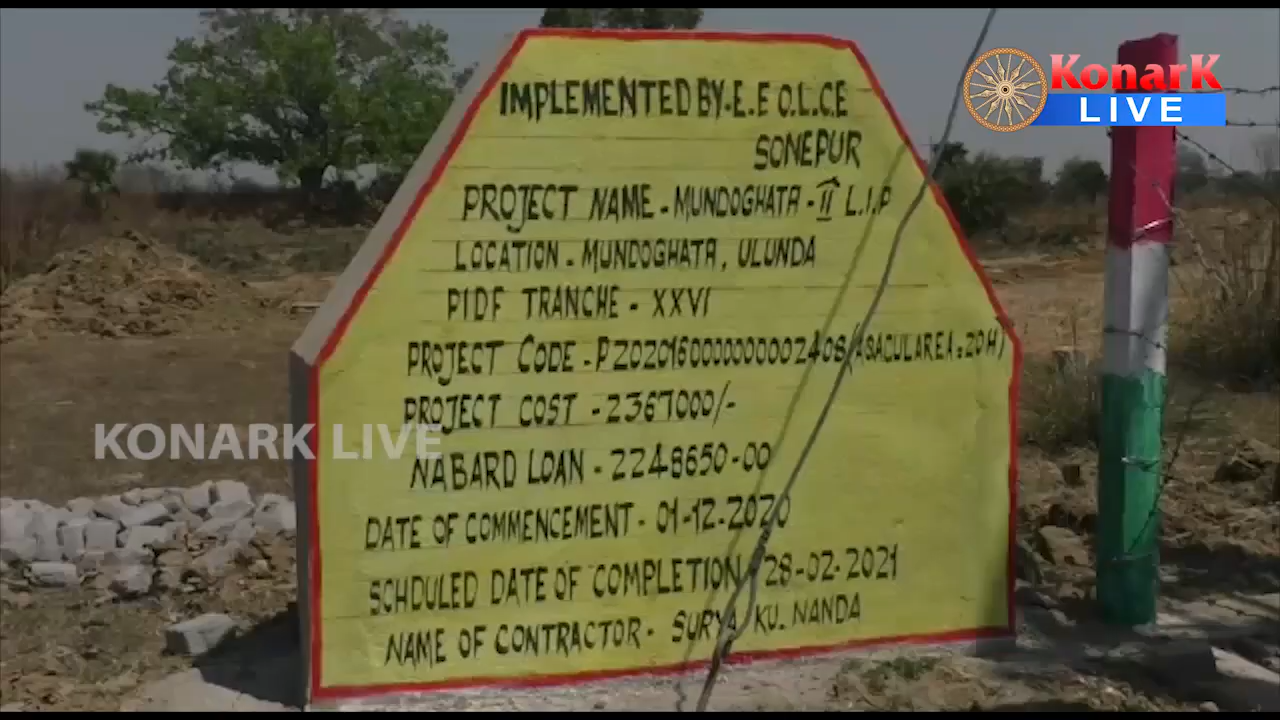 IMPLEMENTED BY-E.E O.L.C.E
SONEPUR
PROJECT NAME - MUNDOGHATA - II L.I.P
LOCATION - MUNDOGHATA, ULUNDA
PIDF TRANCHE - XXVI
PROJECT CODE - P2020160000000002408(ASACULAREA:20H)
PROJECT COST - 2367000/-
NABARD LOAN - 2248650-00
DATE OF COMMENCEMENT - 01-12-2020
SCHDULED DATE OF COMPLETION 28-02-2021
NAME OF CONTRACTOR - SURYA KU. NANDA
KonarK
LIVE
KONARK LIVE